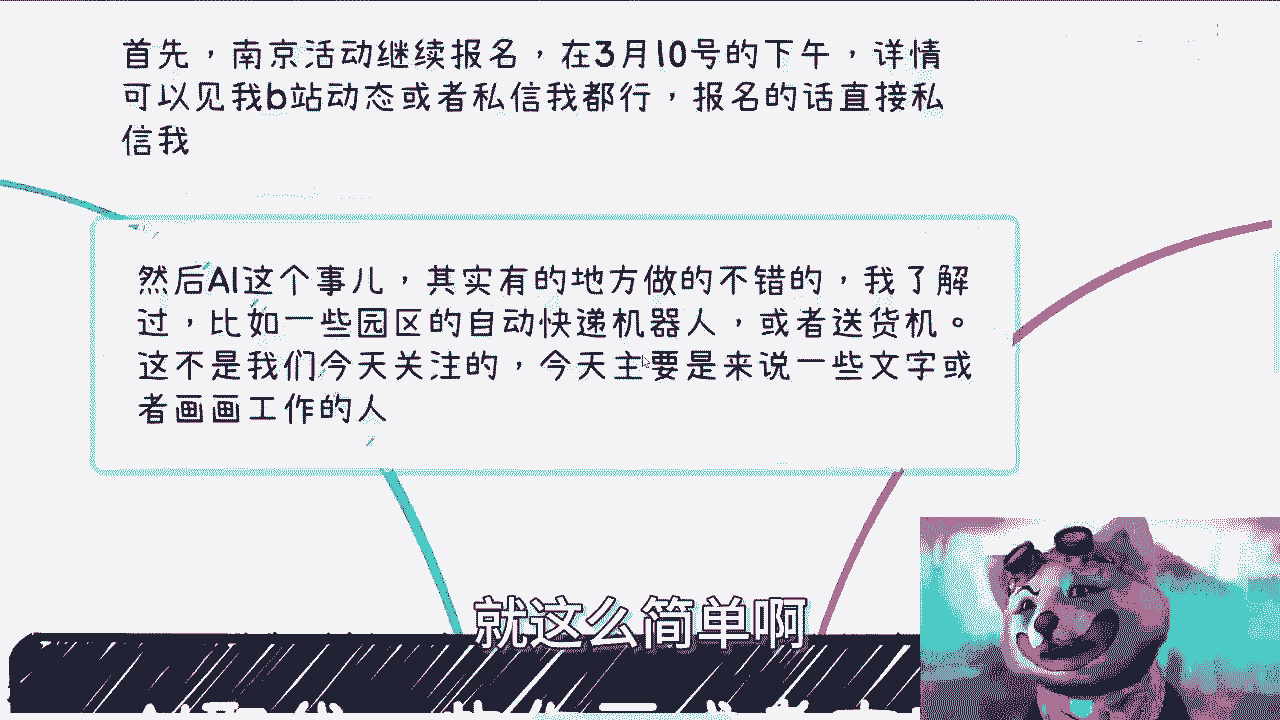 首先，南京活动继续报名，在3月10号的下午，详情
可以见我b站动态或者私信我都行，报名的话直接私
信我
然后AI这个事儿，其实有的地方做的不错的，我了解
过，比如一些园区的自动快递机器人，或者送货机。
这不是我们今天关注的，今天主要是来说一些文字或
者画画工作的人
就这么简单啊